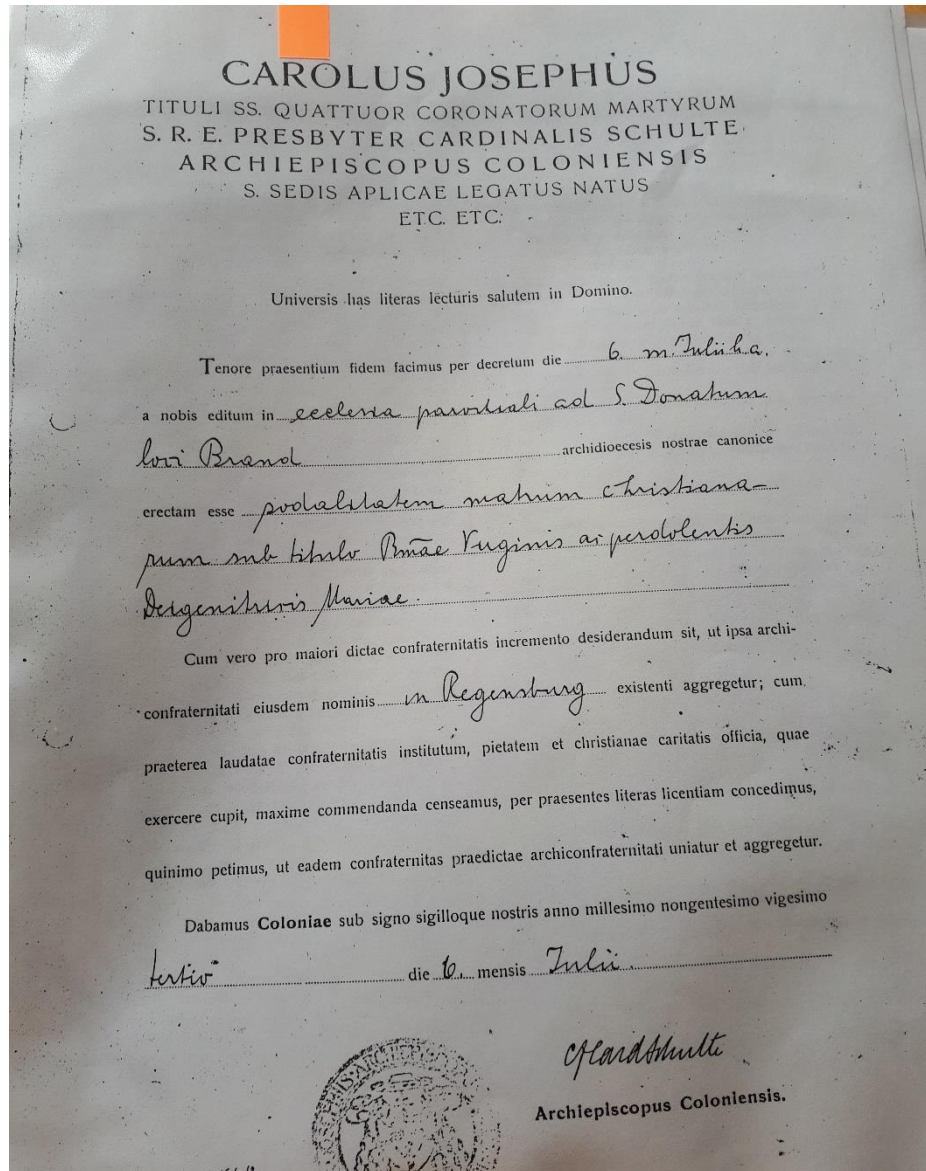 CAROLUS JOSEPHUS
TITULI SS. QUATTUOR CORONATORUM MARTYRUM
S. R. E. PRESBYTER CARDINALIS SCHULTE
ARCHIEPISCOPUS COLONIENSIS
S. SEDIS APLICAE LEGATUS NATUS
ETC. ETC.
Universis has literas lecturis salutem in Domino.
Tenore praesentium fidem facimus per decretum die 6. m. Julii h.a.
a nobis editum in ecclesia parochiali ad S. Donatum
loci Brand archidioecesis nostrae canonice
erectam esse sodalitatem matrum christiana-
rum sub titulo Bmae Virginis ac perdolentis
Deigenitricis Mariae.
Cum vero pro maiori dictae confraternitatis incremento desiderandum sit, ut ipsa archi-
confraternitati eiusdem nominis in Regensburg existenti aggregetur; cum
praeterea laudatae confraternitatis institutum, pietatem et christianae caritatis officia, quae
exercere cupit, maxime commendanda censeamus, per praesentes literas licentiam concedimus,
quinimo petimus, ut eadem confraternitas praedictae archiconfraternitati uniatur et aggregetur.
Dabamus Coloniae sub signo sigilloque nostris anno millesimo nongentesimo vigesimo
tertio die 6. mensis Julii.
CJCardSchulte
Archiepiscopus Coloniensis.